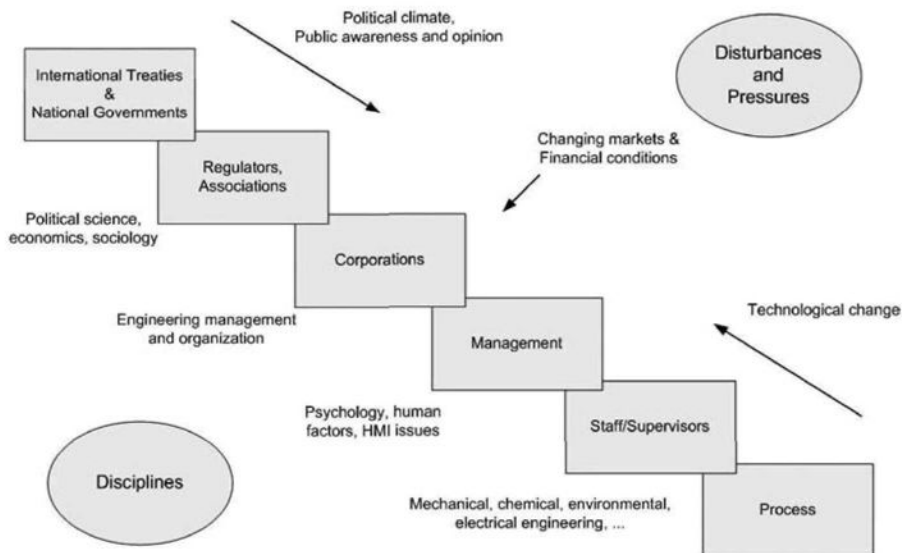 Political climate,
Public awareness and opinion
Disturbances
and
Pressures
International Treaties
&
National Governments
Changing markets &
Financial conditions
Regulators,
Associations
Political science,
economics, sociology
Corporations
Technological change
Engineering management
and organization
Management
Psychology, human
factors, HMI issues
Staff/Supervisors
Disciplines
Mechanical, chemical, environmental,
electrical engineering, ...
Process